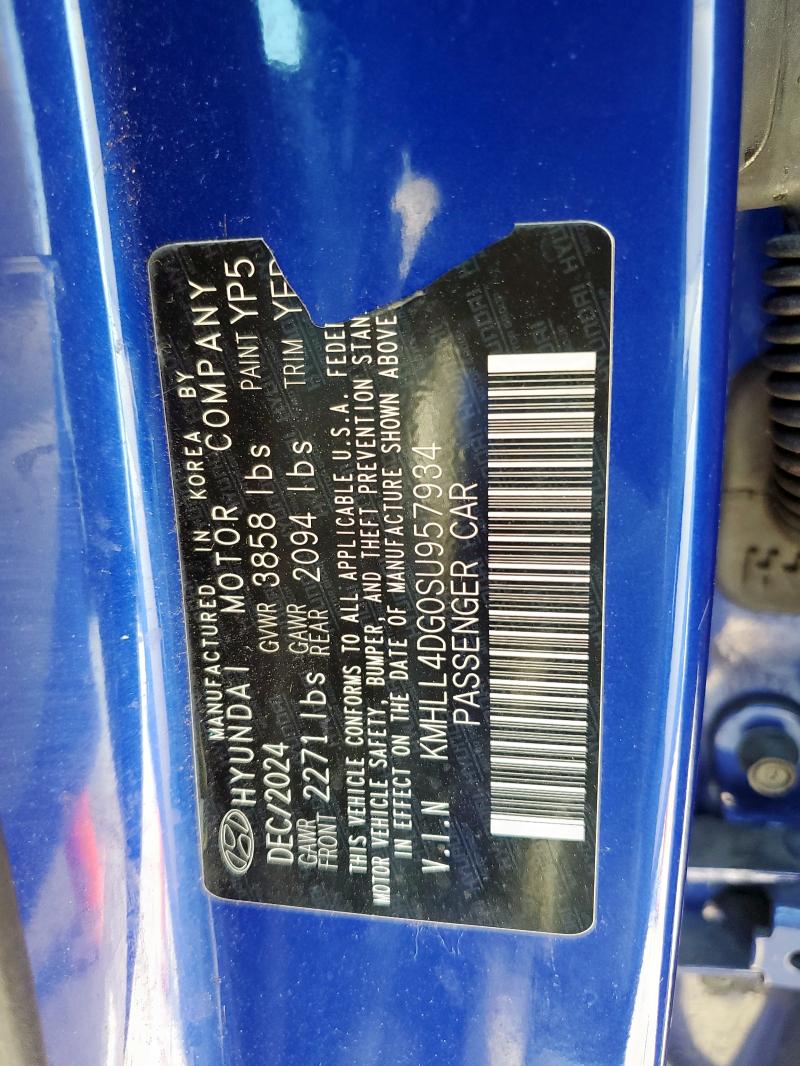 MANUFACTURED IN KOREA BY
HYUNDAI MOTOR COMPANY
DEC/2024 GVWR 3858 lbs PAINT YP5
GAWR FRONT 2271 lbs GAWR REAR 2094 lbs TRIM
THIS VEHICLE CONFORMS TO ALL APPLICABLE U.S.A. FEDE
MOTOR VEHICLE SAFETY, BUMPER, AND THEFT PREVENTION STAN
IN EFFECT ON THE DATE OF MANUFACTURE SHOWN ABOVE
V.I.N KMHLL4DG0SU957934
PASSENGER CAR